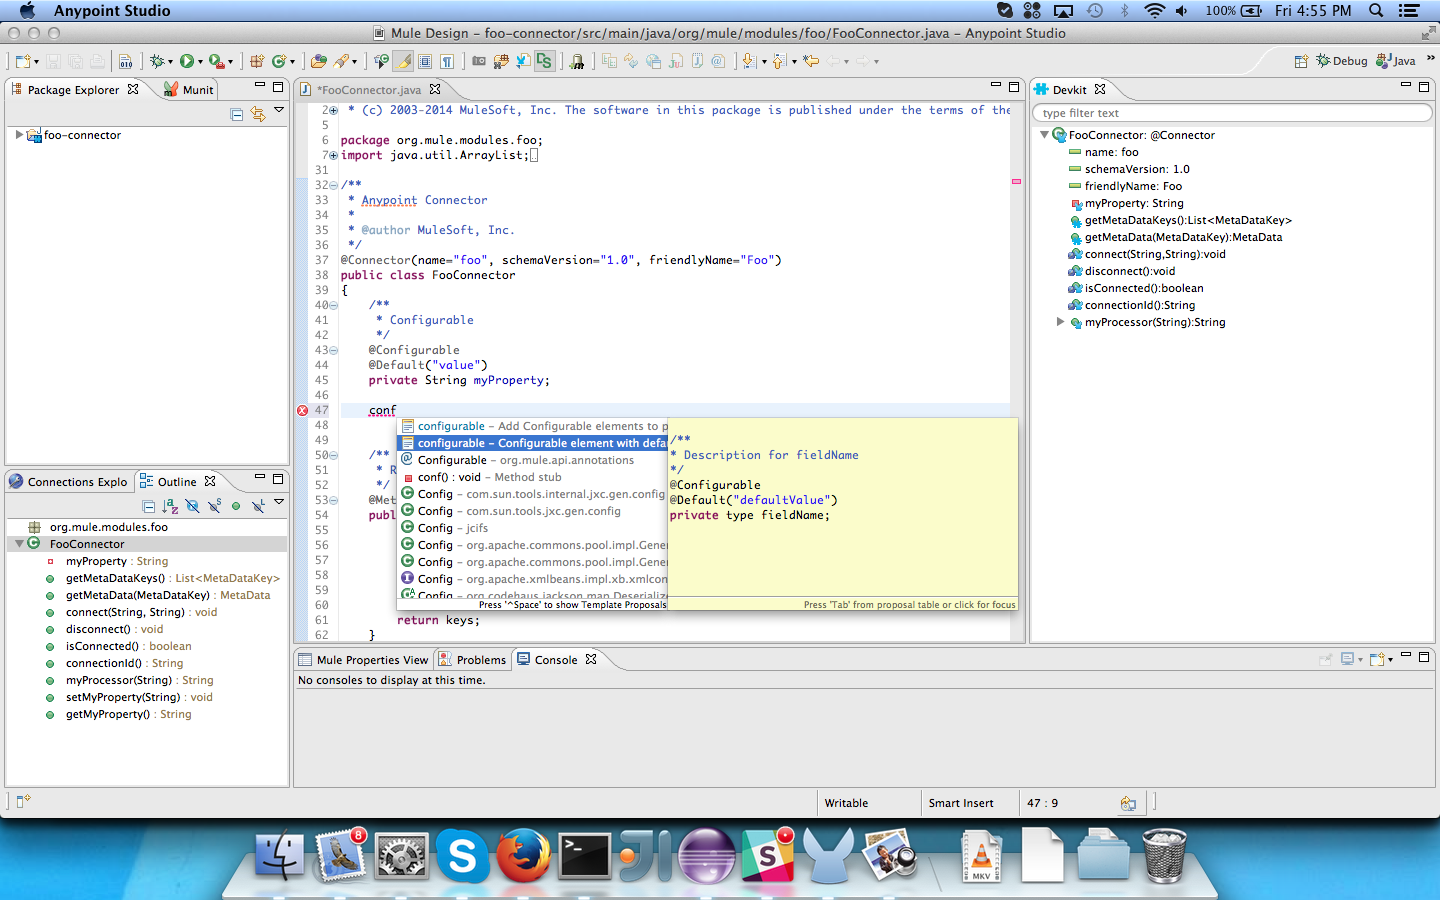 Anypoint Studio
100%
Fri 4:55 PM
Mule Design – foo-connector/src/main/java/org/mule/modules/foo/FooConnector.java – Anypoint Studio
Debug
Java
Package Explorer
Munit
foo-connector
*FooConnector.java
2 * (c) 2003-2014 MuleSoft, Inc. The software in this package is published under the terms of the
5
6 package org.mule.modules.foo;
7 import java.util.ArrayList;
31
32 /**
33 * Anypoint Connector
34 *
35 * @author MuleSoft, Inc.
36 */
37 @Connector(name="foo", schemaVersion="1.0", friendlyName="Foo")
38 public class FooConnector
39 {
40 /**
41 * Configurable
42 */
43 @Configurable
44 @Default("value")
45 private String myProperty;
46
47 conf
48
49
50 /**
51 * R
52 */
53 @Met
54 publ
55
56
57
58
59
60
61 return keys;
62 }
configurable – Add Configurable elements to p
configurable – Configurable element with defau
Configurable – org.mule.api.annotations
conf() : void – Method stub
Config – com.sun.tools.internal.jxc.gen.config
Config – com.sun.tools.jxc.gen.config
Config – jcifs
Config – org.apache.commons.pool.impl.Gener
Config – org.apache.commons.pool.impl.Gener
Config – org.apache.xmlbeans.impl.xb.xmlcon
Config – org.codehaus.jackson.map.Deserialize
Press '^Space' to show Template Proposals
/**
* Description for fieldName
*/
@Configurable
@Default("defaultValue")
private type fieldName;
Press 'Tab' from proposal table or click for focus
Devkit
type filter text
FooConnector: @Connector
name: foo
schemaVersion: 1.0
friendlyName: Foo
myProperty: String
getMetaDataKeys():List<MetaDataKey>
getMetaData(MetaDataKey):MetaData
connect(String,String):void
disconnect():void
isConnected():boolean
connectionId():String
myProcessor(String):String
Connections Explo
Outline
org.mule.modules.foo
FooConnector
myProperty : String
getMetaDataKeys() : List<MetaDataKey>
getMetaData(MetaDataKey) : MetaData
connect(String, String) : void
disconnect() : void
isConnected() : boolean
connectionId() : String
myProcessor(String) : String
setMyProperty(String) : void
getMyProperty() : String
Mule Properties View
Problems
Console
No consoles to display at this time.
Writable
Smart Insert
47 : 9
8
MKV